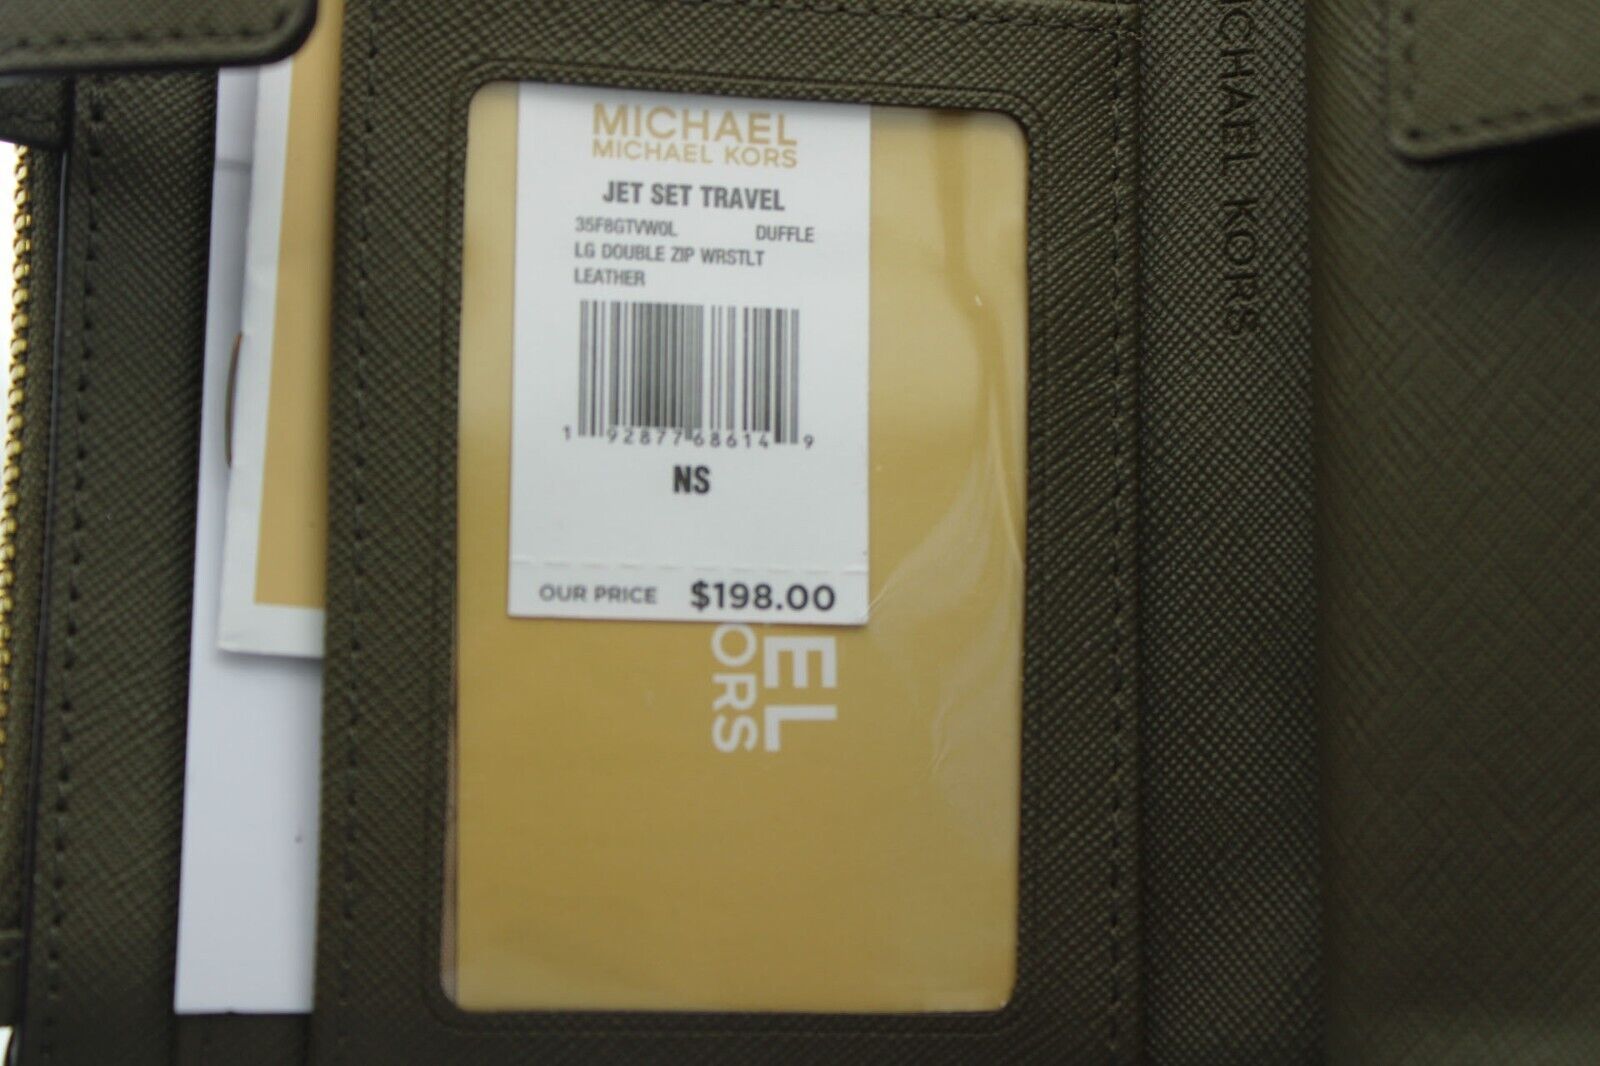 MICHAEL
MICHAEL KORS
JET SET TRAVEL
35F8GTVW0L DUFFLE
LG DOUBLE ZIP WRSTLT
LEATHER
1 92877 68614 9
NS
OUR PRICE $198.00
EL
ORS
MICHAEL KORS